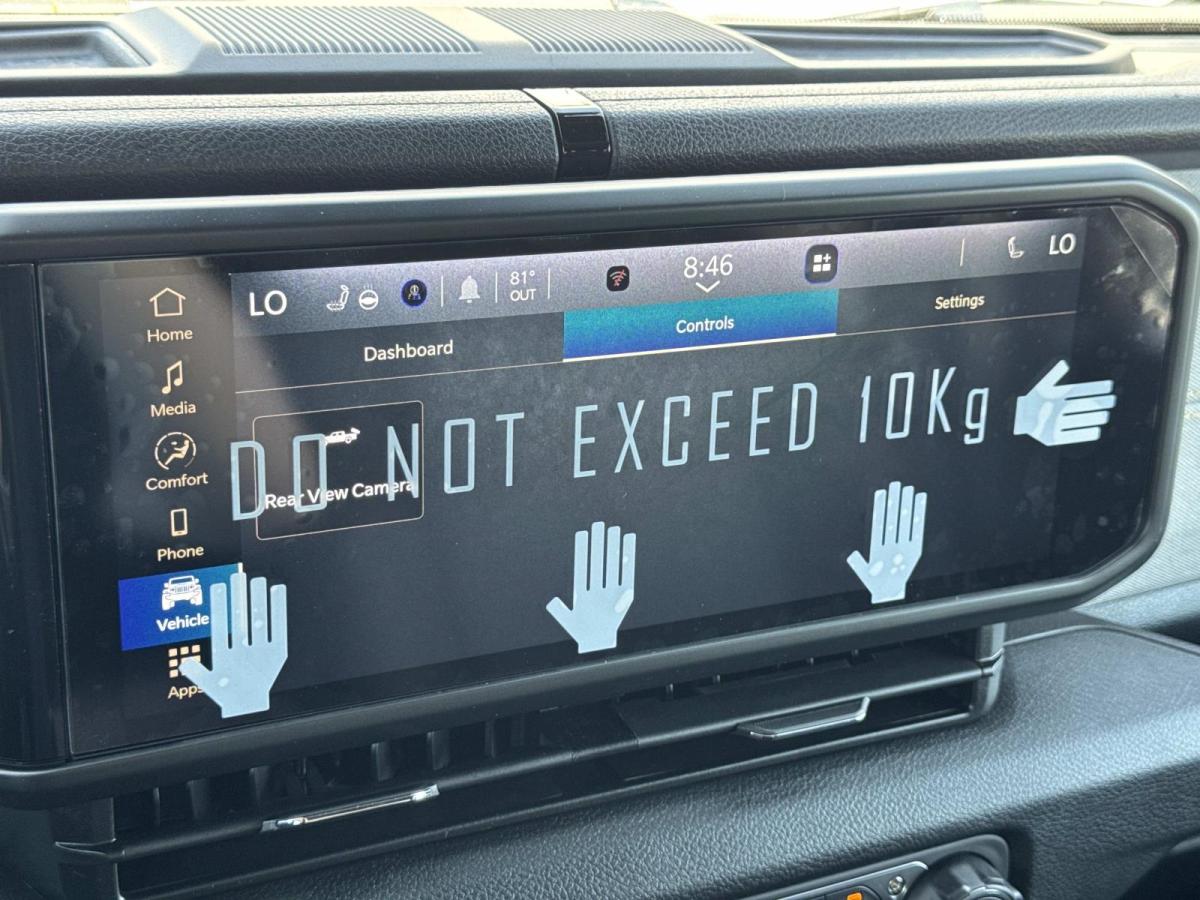 LO 81° OUT 8:46 LO
Home
Dashboard Controls Settings
Media
DO NOT EXCEED 10Kg
Comfort
Rear View Camera
Phone
Vehicle
Apps